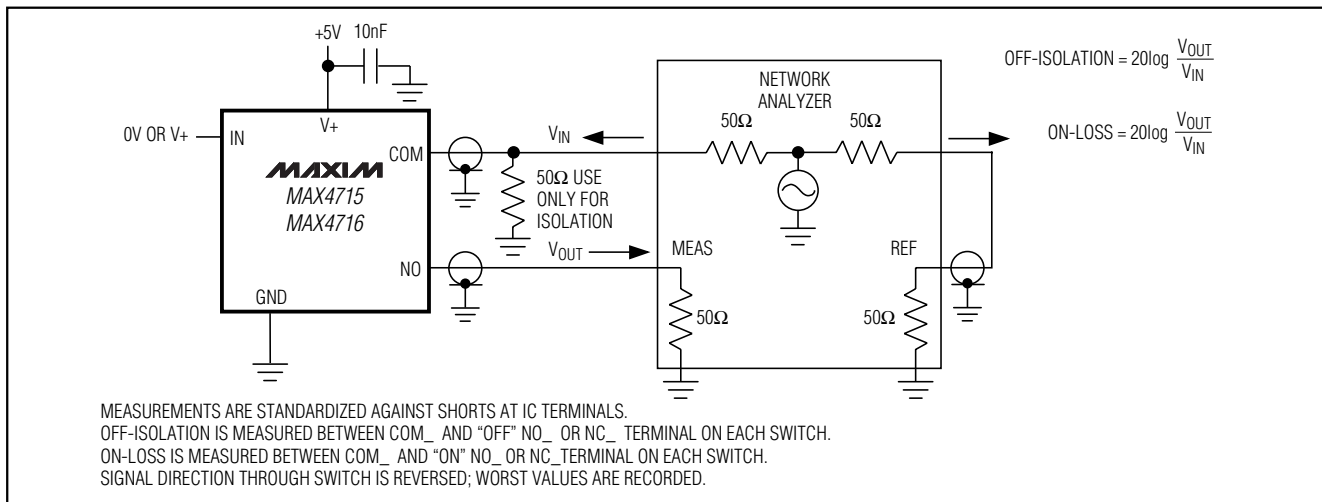 +5V 10nF
OFF-ISOLATION = 20log VOUT
VIN
NETWORK
ANALYZER
50Ω 50Ω
0V OR V+ IN V+
VIN
ON-LOSS = 20log VOUT
VIN
COM
MAXIM
MAX4715
MAX4716
50Ω USE
ONLY FOR
ISOLATION
VOUT MEAS REF
NO
GND
50Ω 50Ω
MEASUREMENTS ARE STANDARDIZED AGAINST SHORTS AT IC TERMINALS.
OFF-ISOLATION IS MEASURED BETWEEN COM_ AND “OFF” NO_ OR NC_ TERMINAL ON EACH SWITCH.
ON-LOSS IS MEASURED BETWEEN COM_ AND “ON” NO_ OR NC_TERMINAL ON EACH SWITCH.
SIGNAL DIRECTION THROUGH SWITCH IS REVERSED; WORST VALUES ARE RECORDED.